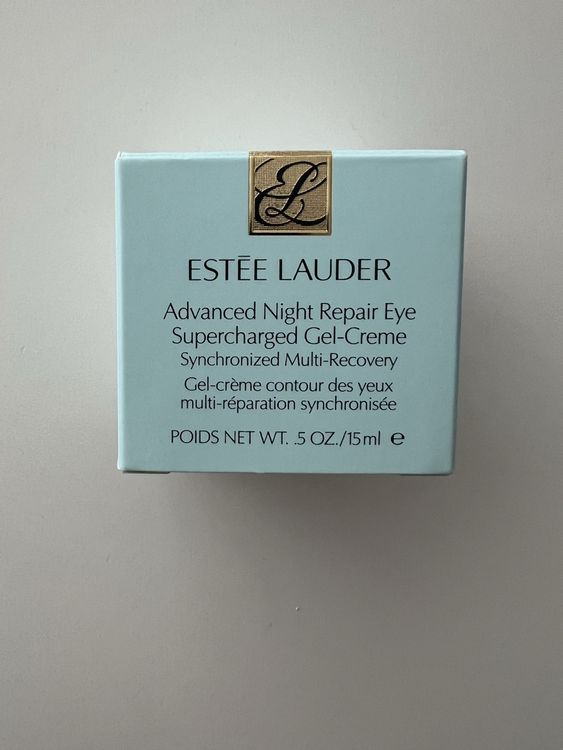 EL
ESTĒE LAUDER
Advanced Night Repair Eye
Supercharged Gel-Creme
Synchronized Multi-Recovery
Gel-crème contour des yeux
multi-réparation synchronisée
POIDS NET WT. .5 OZ./15ml ℮